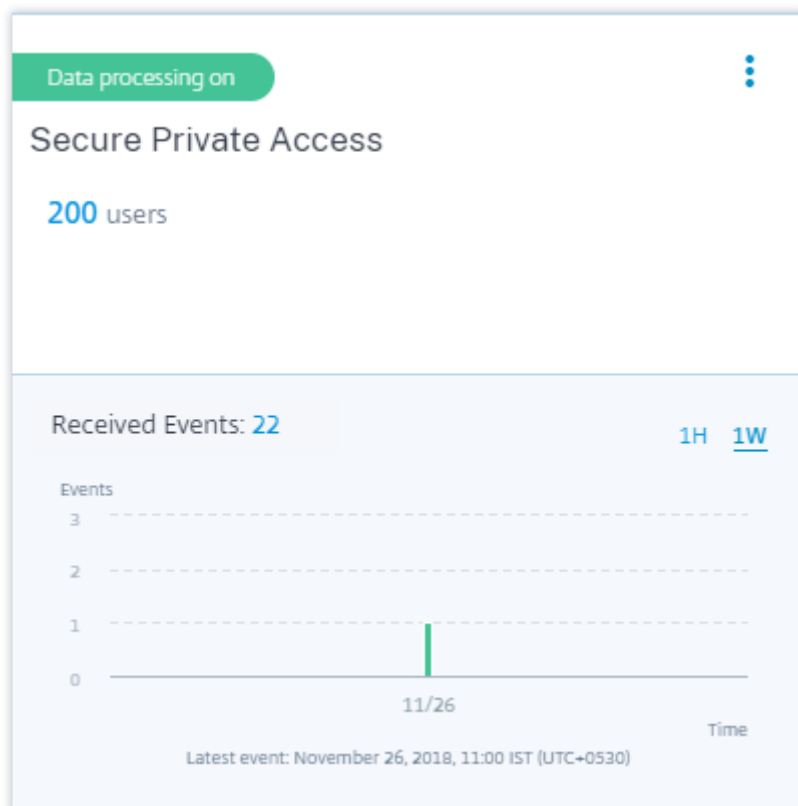 Data processing on
Secure Private Access
200 users
Received Events: 22
1H 1W
Events
3
2
1
0
11/26
Time
Latest event: November 26, 2018, 11:00 IST (UTC+0530)